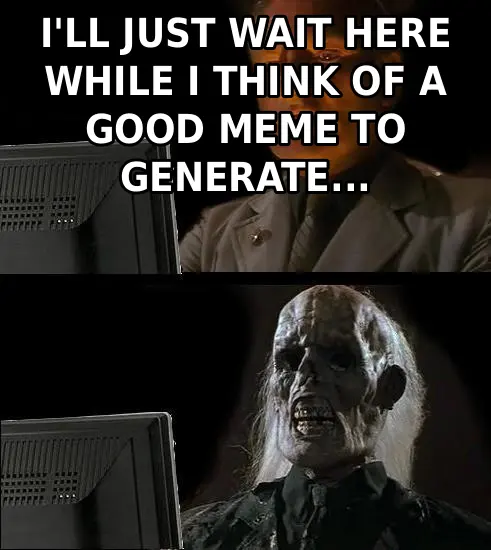 I'LL JUST WAIT HERE
WHILE I THINK OF A
GOOD MEME TO
GENERATE...